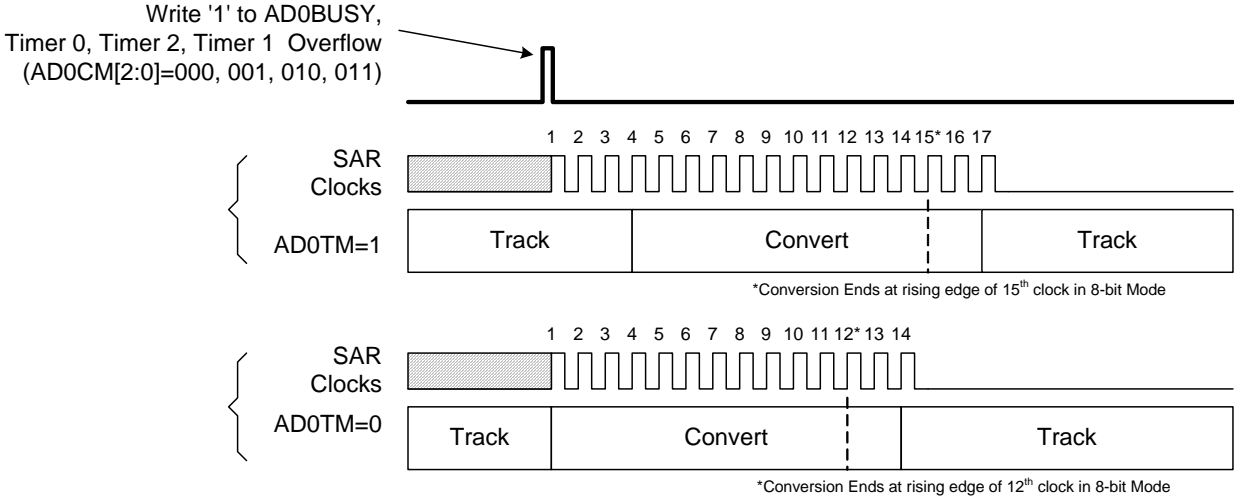 Write '1' to AD0BUSY,
Timer 0, Timer 2, Timer 1 Overflow
(AD0CM[2:0]=000, 001, 010, 011)
1 2 3 4 5 6 7 8 9 10 11 12 13 14 15* 16 17
SAR
Clocks
AD0TM=1
Track Convert Track
*Conversion Ends at rising edge of 15th clock in 8-bit Mode
1 2 3 4 5 6 7 8 9 10 11 12* 13 14
SAR
Clocks
AD0TM=0
Track Convert Track
*Conversion Ends at rising edge of 12th clock in 8-bit Mode